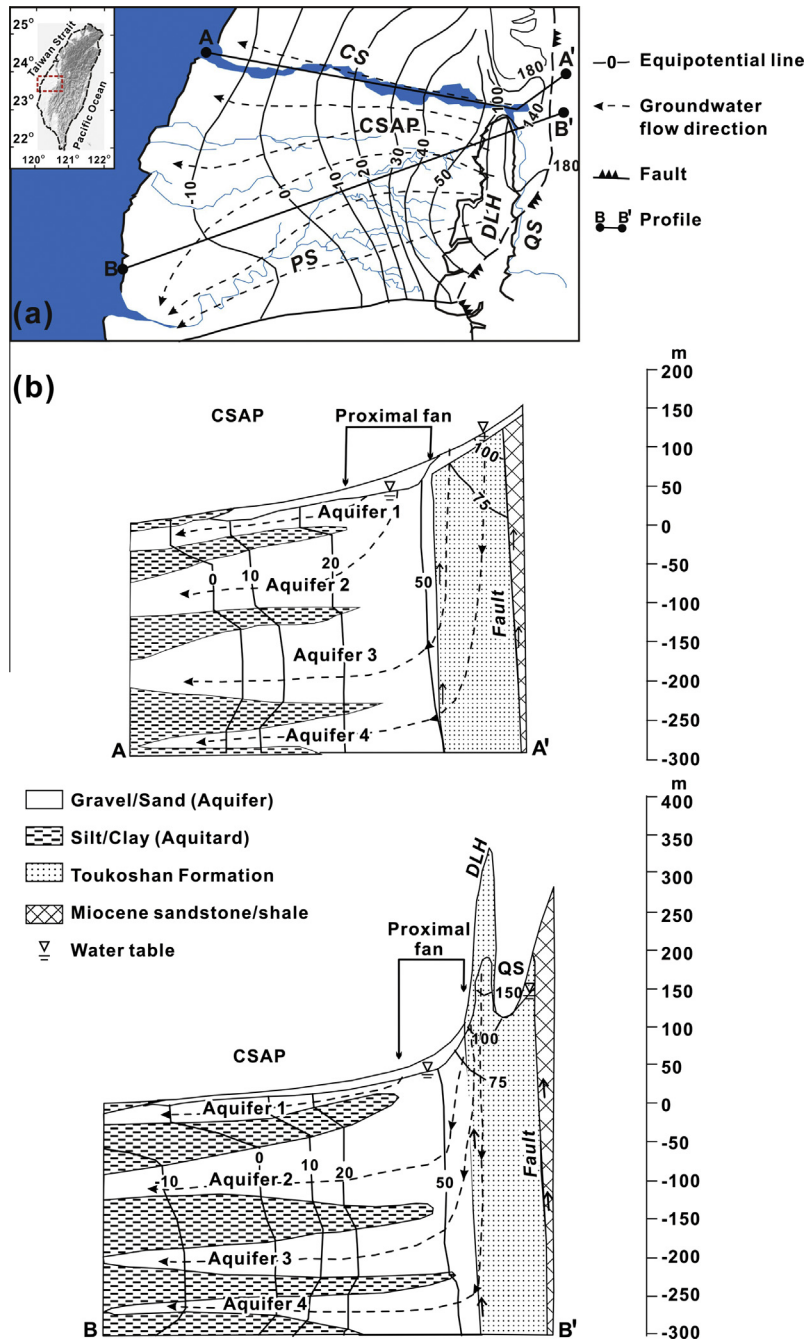 (a)
25°
24°
23°
22°
120°
121°
122°
Taiwan Strait
Pacific Ocean
A
A'
B
B'
CS
CSAP
PS
DLH
QS
-10
0
10
20
30
40
50
100
140
180
180
—0— Equipotential line
Groundwater
flow direction
Fault
B B' Profile
(b)
CSAP
Proximal fan
Aquifer 1
Aquifer 2
Aquifer 3
Aquifer 4
0
10
20
50
75
100
Fault
A
A'
m
200
150
100
50
0
-50
-100
-150
-200
-250
-300
Gravel/Sand (Aquifer)
Silt/Clay (Aquitard)
Toukoshan Formation
Miocene sandstone/shale
Water table
DLH
Proximal
fan
QS
150
100
75
CSAP
Aquifer 1
Aquifer 2
Aquifer 3
Aquifer 4
-10
0
10
20
50
Fault
B
B'
m
400
350
300
250
200
150
100
50
0
-50
-100
-150
-200
-250
-300